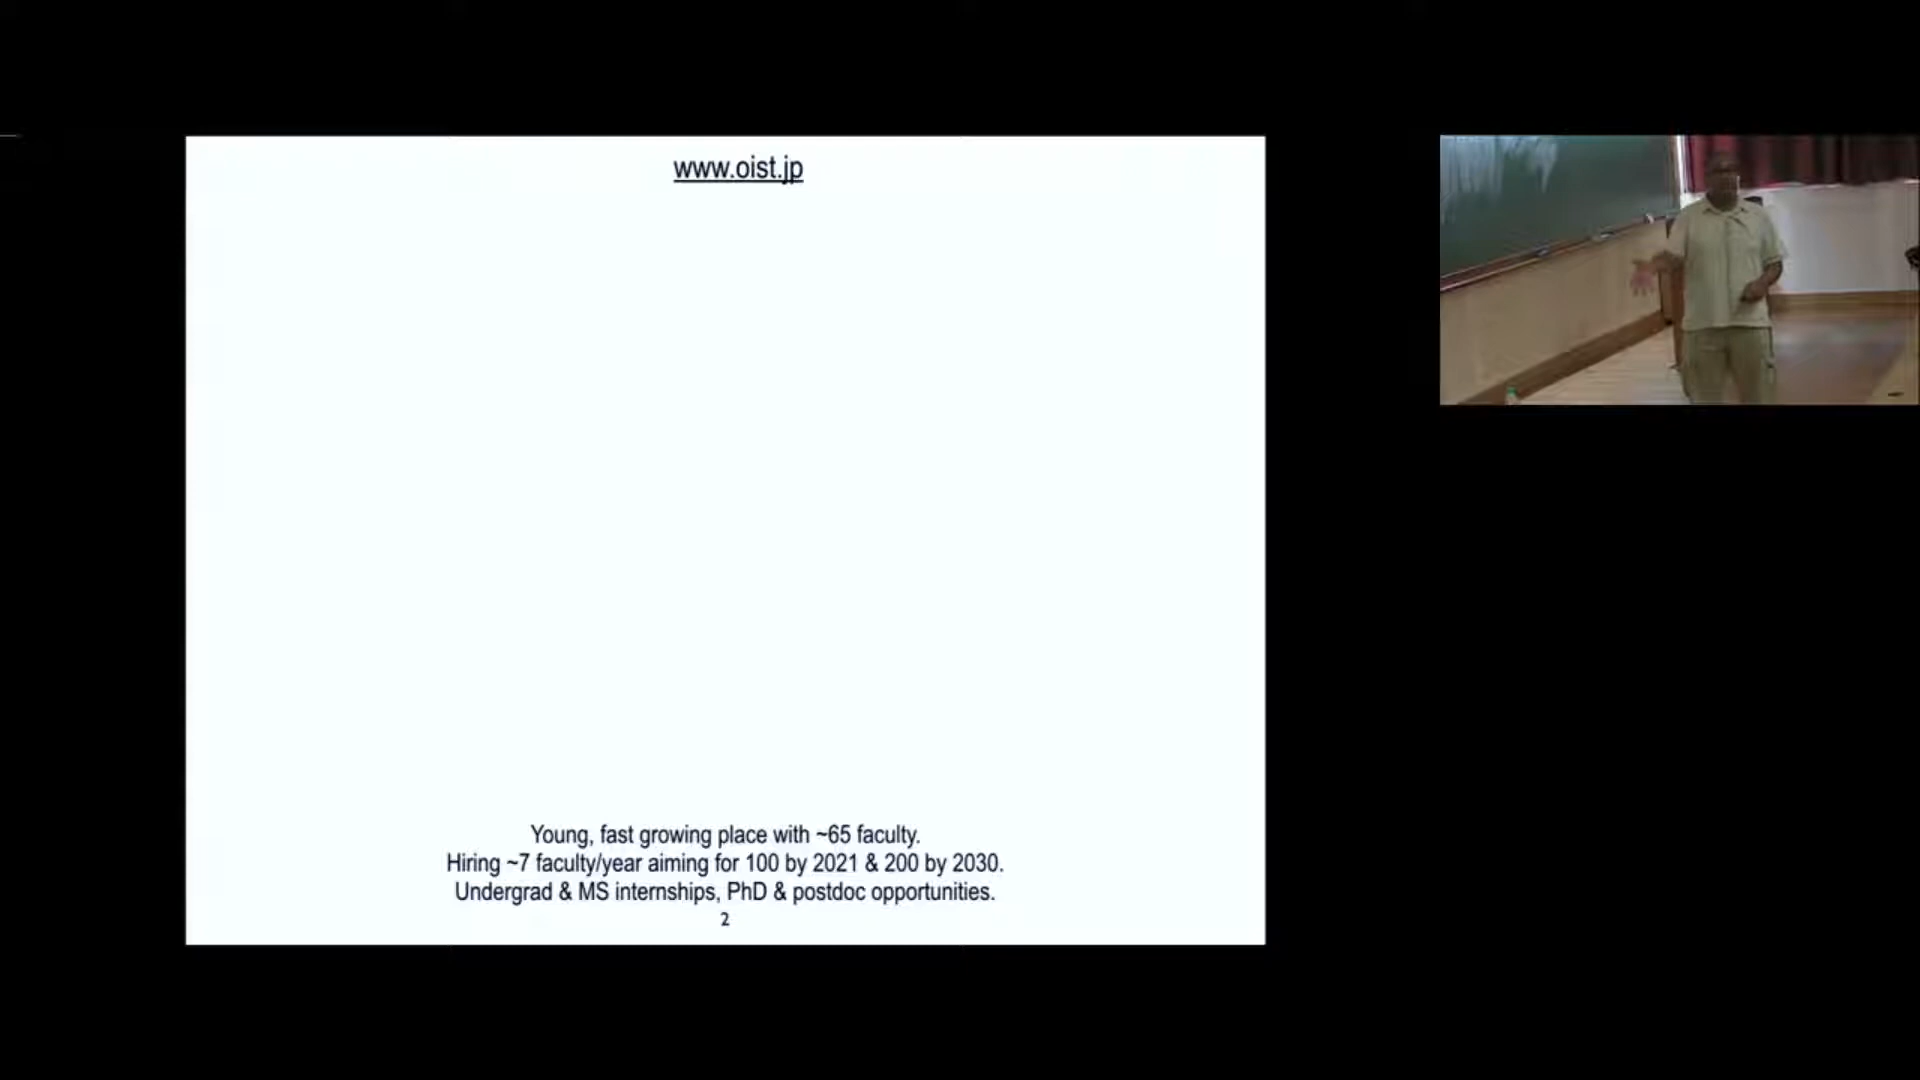 www.oist.jp
Young, fast growing place with ~65 faculty.
Hiring ~7 faculty/year aiming for 100 by 2021 & 200 by 2030.
Undergrad & MS internships, PhD & postdoc opportunities.
2